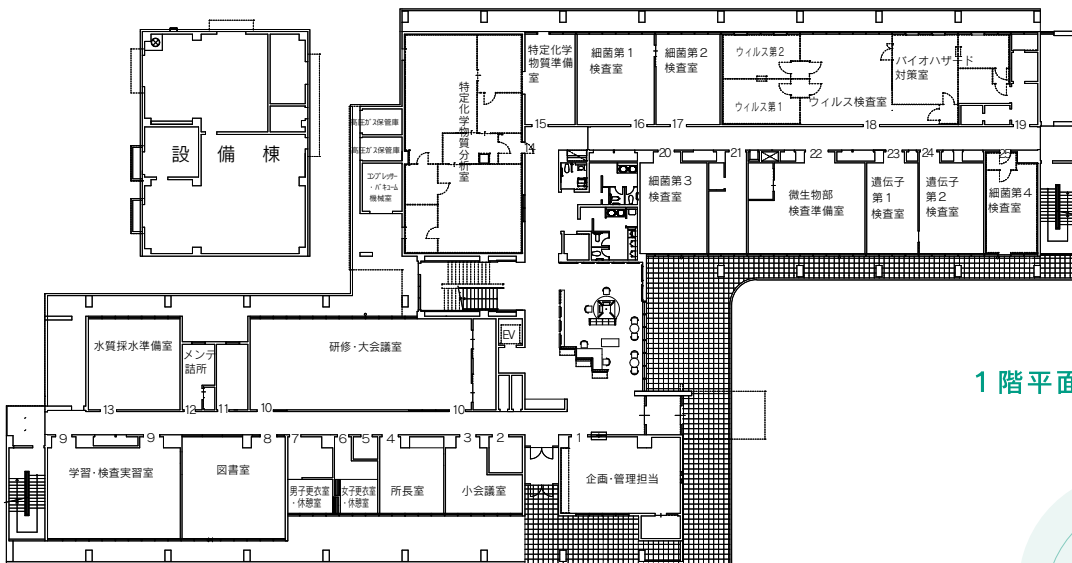 特定化学
物質準備
室
細菌第１
検査室
細菌第２
検査室
ウィルス第２
ウィルス第１
ウィルス検査室
バイオハザード
対策室
特定化学物質分析室
高圧ガス保管庫
高圧ガス保管庫
コンプレッサー
・バキューム
機械室
設備棟
15
16
17
18
19
20
21
22
23
24
細菌第３
検査室
微生物部
検査準備室
遺伝子
第１
検査室
遺伝子
第２
検査室
細菌第４
検査室
水質採水準備室
メンテ
詰所
研修・大会議室
EV
1階平面
13
12
11
10
10
9
9
8
7
6
5
4
3
2
1
学習・検査実習室
図書室
男子更衣室
・休憩室
女子更衣室
・休憩室
所長室
小会議室
企画・管理担当